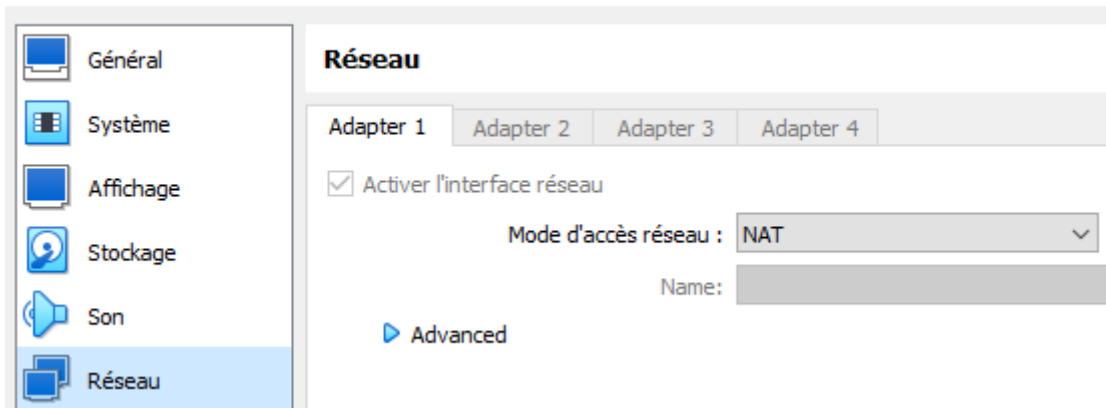 Général
Système
Affichage
Stockage
Son
Réseau
Réseau
Adapter 1 Adapter 2 Adapter 3 Adapter 4
Activer l'interface réseau
Mode d'accès réseau : NAT
Name:
Advanced